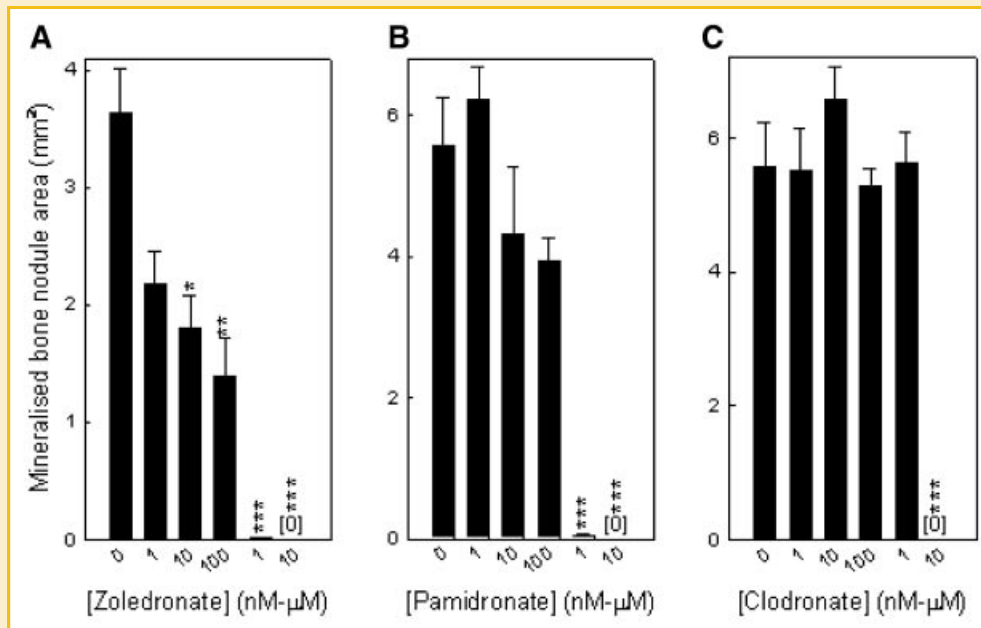 A
B
C
Mineralised bone nodule area (mm²)
4
3
2
1
0
*
**
***
***
[0]
0 1 10 100 1 10
[Zoledronate] (nM-µM)
6
4
2
0
***
***
[0]
0 1 10 100 1 10
[Pamidronate] (nM-µM)
6
4
2
0
***
[0]
0 1 10 100 1 10
[Clodronate] (nM-µM)